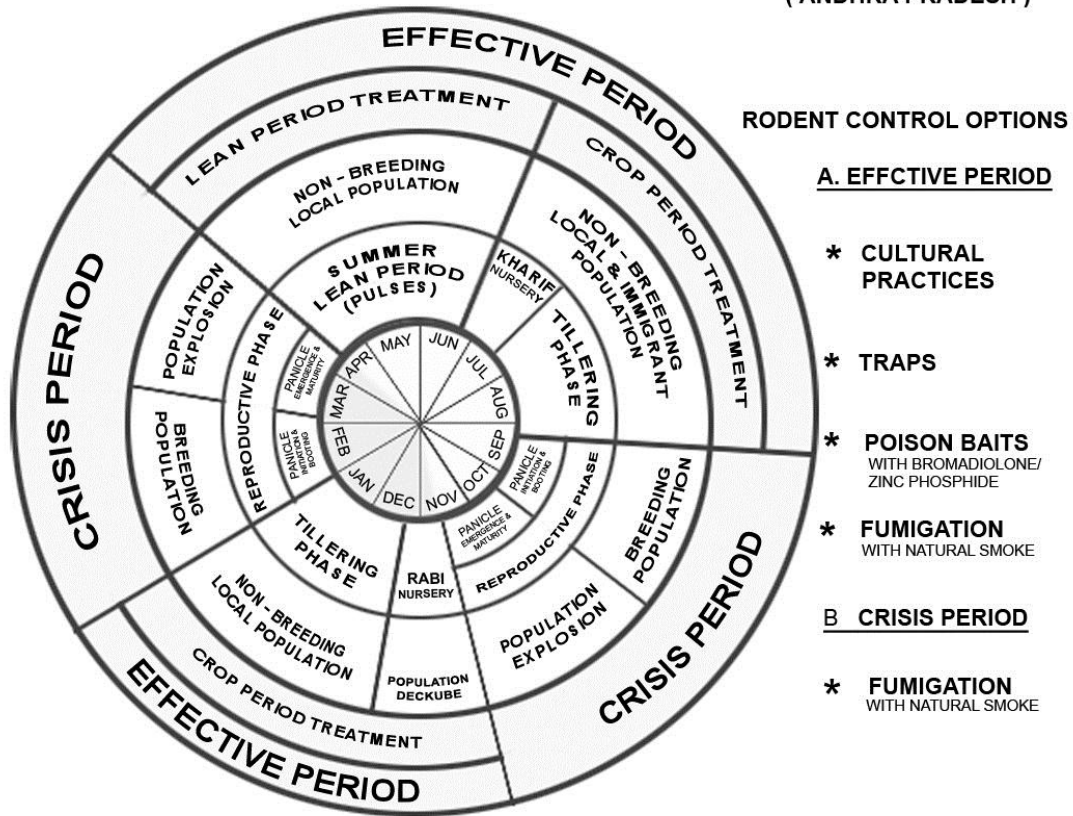 ( ANDHRA PRADESH )
EFFECTIVE PERIOD
LEAN PERIOD TREATMENT
CROP PERIOD TREATMENT
NON - BREEDING
LOCAL POPULATION
NON - BREEDING
LOCAL & IMMIGRANT
POPULATION
SUMMER
LEAN PERIOD
(PULSES)
KHARIF
NURSERY
TILLERING
PHASE
CRISIS PERIOD
POPULATION
EXPLOSION
BREEDING
POPULATION
REPRODUCTIVE PHASE
PANICLE
EMERGENCE &
MATURITY
PANICLE
INITIATION &
BOOTING
MAY
JUN
JUL
AUG
SEP
OCT
NOV
DEC
JAN
FEB
MAR
APR
PANICLE
INITIATION &
BOOTING
PANICLE
EMERGENCE &
MATURITY
REPRODUCTIVE PHASE
BREEDING
POPULATION
POPULATION
EXPLOSION
CRISIS PERIOD
TILLERING
PHASE
RABI
NURSERY
NON - BREEDING
LOCAL POPULATION
POPULATION
DECKUBE
CROP PERIOD TREATMENT
EFFECTIVE PERIOD
RODENT CONTROL OPTIONS
A. EFFCTIVE PERIOD
* CULTURAL
PRACTICES
* TRAPS
* POISON BAITS
WITH BROMADIOLONE/
ZINC PHOSPHIDE
* FUMIGATION
WITH NATURAL SMOKE
B CRISIS PERIOD
* FUMIGATION
WITH NATURAL SMOKE